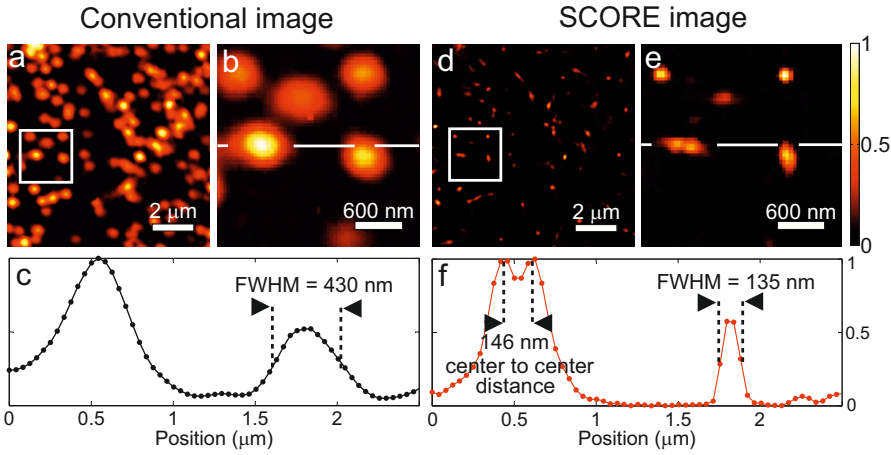 Conventional image
SCORE image
a
2 μm
b
600 nm
d
2 μm
e
600 nm
1
0.5
0
c
FWHM = 430 nm
0
0.5
1
1.5
2
Position (μm)
f
146 nm
center to center
distance
FWHM = 135 nm
1
0.5
0
0
0.5
1
1.5
2
Position (μm)